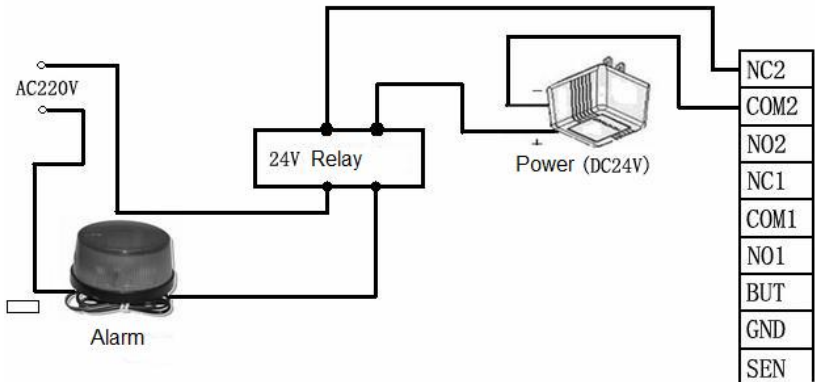 AC220V
24V Relay
-
+
Power (DC24V)
Alarm
NC2
COM2
NO2
NC1
COM1
NO1
BUT
GND
SEN